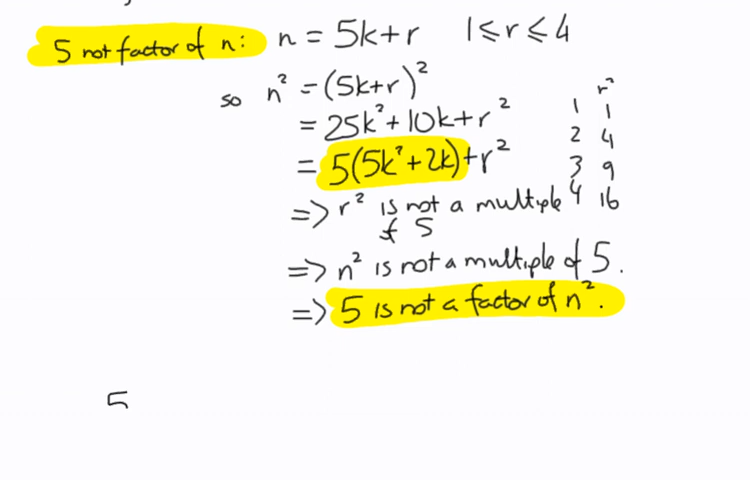 5 not factor of n: n = 5k+r 1≤r≤4
so n² = (5k+r)²
= 25k²+10k+r²
= 5(5k²+2k)+r²
=> r² is not a multiple
of 5
=> n² is not a multiple of 5.
=> 5 is not a factor of n².
r²
1 1
2 4
3 9
4 16
5